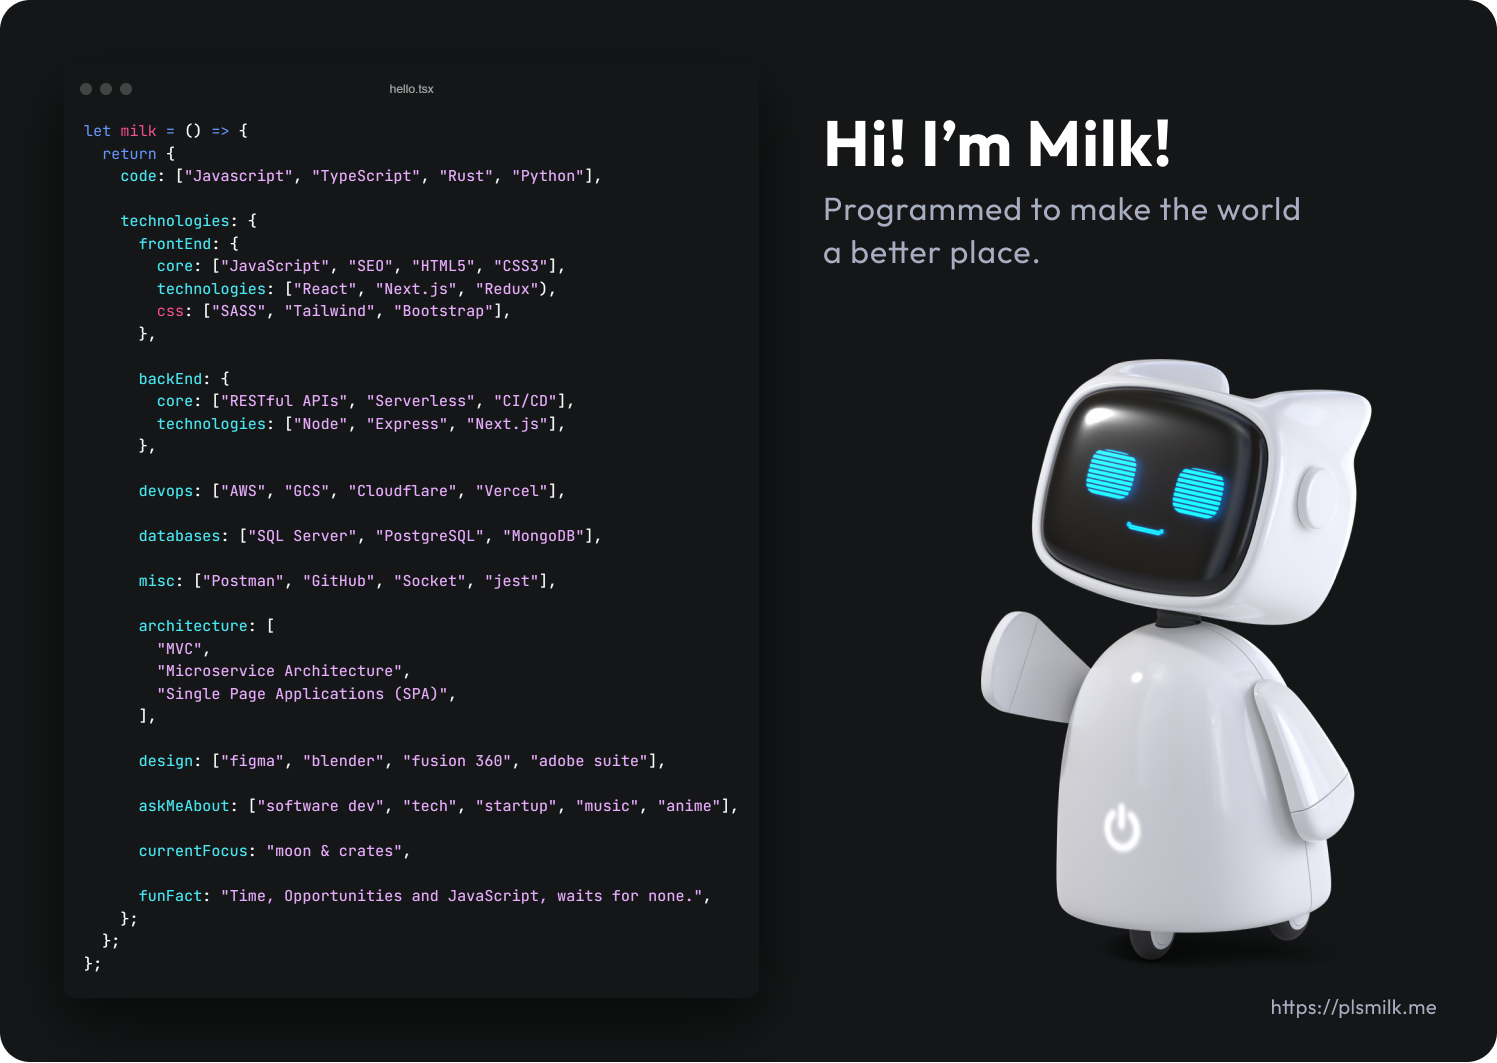 hello.tsx
let milk = () => {
return {
code: ["Javascript", "TypeScript", "Rust", "Python"],
technologies: {
frontEnd: {
core: ["JavaScript", "SEO", "HTML5", "CSS3"],
technologies: ["React", "Next.js", "Redux"),
css: ["SASS", "Tailwind", "Bootstrap"],
},
backEnd: {
core: ["RESTful APIs", "Serverless", "CI/CD"],
technologies: ["Node", "Express", "Next.js"],
},
devops: ["AWS", "GCS", "Cloudflare", "Vercel"],
databases: ["SQL Server", "PostgreSQL", "MongoDB"],
misc: ["Postman", "GitHub", "Socket", "jest"],
architecture: [
"MVC",
"Microservice Architecture",
"Single Page Applications (SPA)",
],
design: ["figma", "blender", "fusion 360", "adobe suite"],
askMeAbout: ["software dev", "tech", "startup", "music", "anime"],
currentFocus: "moon & crates",
funFact: "Time, Opportunities and JavaScript, waits for none.",
};
};
};
Hi! I’m Milk!
Programmed to make the world
a better place.
https://plsmilk.me